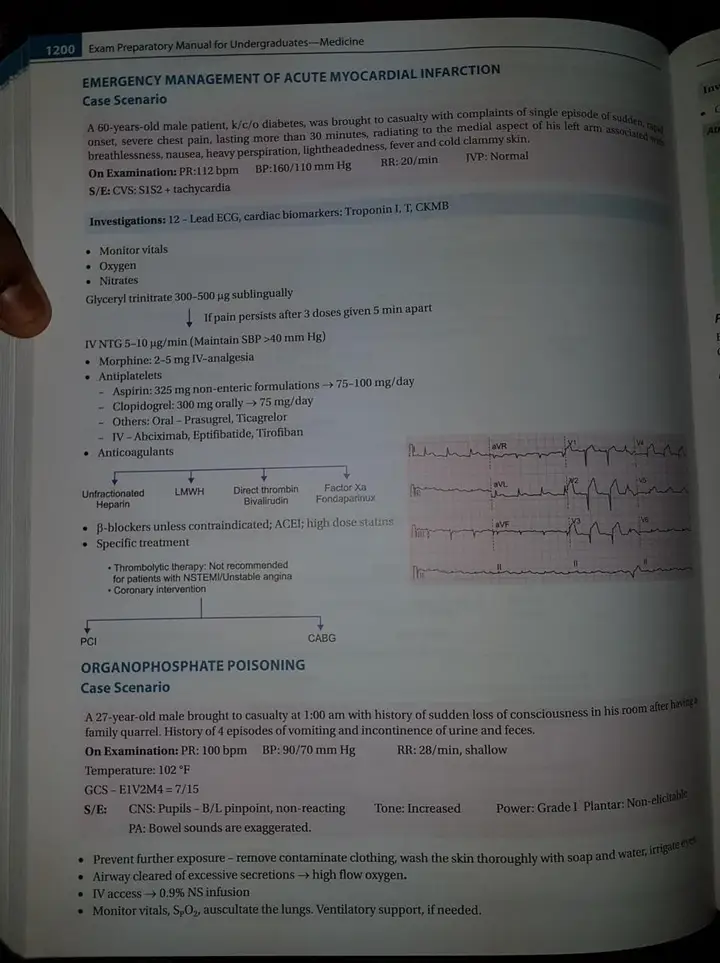 1200 Exam Preparatory Manual for Undergraduates—Medicine
EMERGENCY MANAGEMENT OF ACUTE MYOCARDIAL INFARCTION
Case Scenario
A 60-years-old male patient, k/c/o diabetes, was brought to casualty with complaints of single episode of sudden, rapid
onset, severe chest pain, lasting more than 30 minutes, radiating to the medial aspect of his left arm associated with
breathlessness, nausea, heavy perspiration, lightheadedness, fever and cold clammy skin.
On Examination: PR:112 bpm BP:160/110 mm Hg RR: 20/min JVP: Normal
S/E: CVS: S1S2 + tachycardia
Investigations: 12 - Lead ECG, cardiac biomarkers: Troponin I, T, CKMB
• Monitor vitals
• Oxygen
• Nitrates
Glyceryl trinitrate 300–500 µg sublingually
If pain persists after 3 doses given 5 min apart
IV NTG 5–10 µg/min (Maintain SBP >40 mm Hg)
• Morphine: 2–5 mg IV–analgesia
• Antiplatelets
– Aspirin: 325 mg non-enteric formulations → 75–100 mg/day
– Clopidogrel: 300 mg orally → 75 mg/day
– Others: Oral – Prasugrel, Ticagrelor
– IV – Abciximab, Eptifibatide, Tirofiban
• Anticoagulants
Unfractionated Heparin
LMWH
Direct thrombin Bivalirudin
Factor Xa Fondaparinux
• β-blockers unless contraindicated; ACEI; high dose statins
• Specific treatment
• Thrombolytic therapy: Not recommended
for patients with NSTEMI/Unstable angina
• Coronary intervention
PCI
CABG
aVR V4
aVL V2 V5
aVF V3 V6
II II II
ORGANOPHOSPHATE POISONING
Case Scenario
A 27-year-old male brought to casualty at 1:00 am with history of sudden loss of consciousness in his room after having a
family quarrel. History of 4 episodes of vomiting and incontinence of urine and feces.
On Examination: PR: 100 bpm BP: 90/70 mm Hg RR: 28/min, shallow
Temperature: 102 °F
GCS – E1V2M4 = 7/15
S/E: CNS: Pupils – B/L pinpoint, non-reacting Tone: Increased Power: Grade I Plantar: Non-elicitable
PA: Bowel sounds are exaggerated.
• Prevent further exposure – remove contaminate clothing, wash the skin thoroughly with soap and water, irrigate eyes
• Airway cleared of excessive secretions → high flow oxygen.
• IV access → 0.9% NS infusion
• Monitor vitals, SpO2, auscultate the lungs. Ventilatory support, if needed.